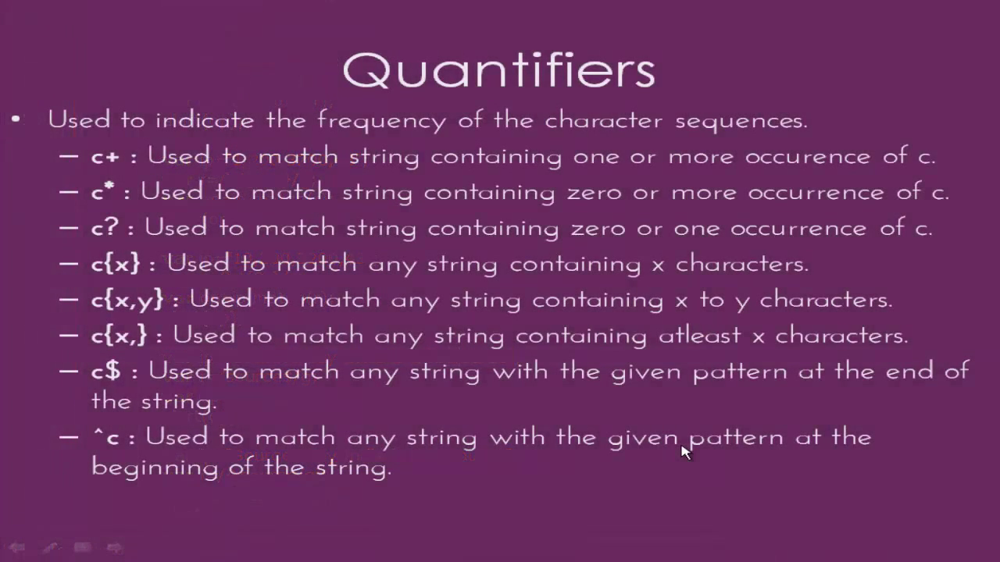 Quantifiers
• Used to indicate the frequency of the character sequences.
– c+ : Used to match string containing one or more occurence of c.
– c* : Used to match string containing zero or more occurrence of c.
– c? : Used to match string containing zero or one occurrence of c.
– c{x} : Used to match any string containing x characters.
– c{x,y} : Used to match any string containing x to y characters.
– c{x,} : Used to match any string containing atleast x characters.
– c$ : Used to match any string with the given pattern at the end of
the string.
– ^c : Used to match any string with the given pattern at the
beginning of the string.